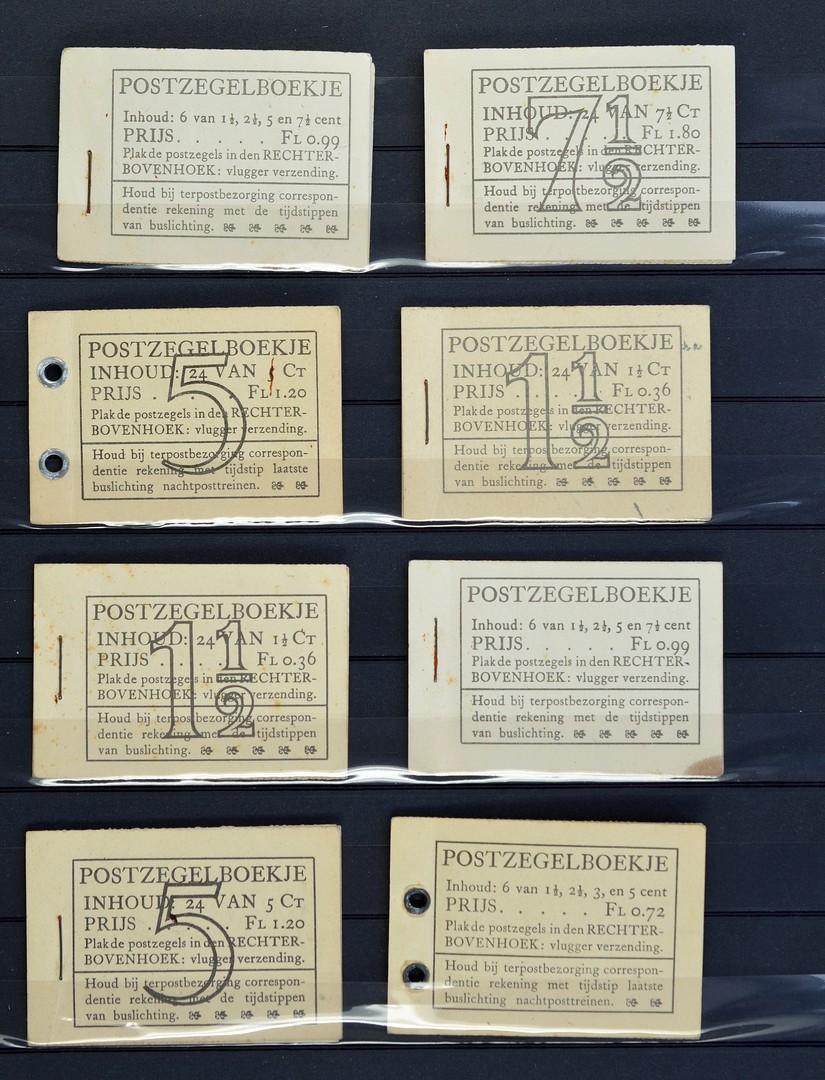 POSTZEGELBOEKJE
Inhoud: 6 van 1½, 2½, 5 en 7½ cent
PRIJS. . . . . FL 0.99
Plak de postzegels in den RECHTER-
BOVENHOEK: vlugger verzending.
Houd bij terpostbezorging correspon-
dentie rekening met de tijdstippen
van buslichting.
POSTZEGELBOEKJE
INHOUD: 24 VAN 7½ CT
PRIJS . . . . . FL 1.80
Plak de postzegels in den RECHTER-
BOVENHOEK: vlugger verzending.
Houd bij terpostbezorging correspon-
dentie rekening met de tijdstippen
van buslichting.
7½
POSTZEGELBOEKJE
INHOUD: 24 VAN 5 CT
PRIJS . . . . . FL 1.20
Plak de postzegels in den RECHTER-
BOVENHOEK: vlugger verzending.
Houd bij terpostbezorging correspon-
dentie rekening met tijdstip laatste
buslichting nachtposttreinen.
5
POSTZEGELBOEKJE
INHOUD: 24 VAN 1½ CT
PRIJS . . . . . FL 0.36
Plak de postzegels in den RECHTER-
BOVENHOEK: vlugger verzending.
Houd bij terpostbezorging correspon-
dentie rekening met de tijdstippen
van buslichting.
1½
POSTZEGELBOEKJE
INHOUD: 24 VAN 1½ CT
PRIJS . . . . . FL 0.36
Plak de postzegels in den RECHTER-
BOVENHOEK: vlugger verzending.
Houd bij terpostbezorging correspon-
dentie rekening met de tijdstippen
van buslichting.
1½
POSTZEGELBOEKJE
Inhoud: 6 van 1½, 2½, 5 en 7½ cent
PRIJS. . . . . FL 0.99
Plak de postzegels in den RECHTER-
BOVENHOEK: vlugger verzending.
Houd bij terpostbezorging correspon-
dentie rekening met de tijdstippen
van buslichting.
POSTZEGELBOEKJE
INHOUD: 24 VAN 5 CT
PRIJS . . . . . FL 1.20
Plak de postzegels in den RECHTER-
BOVENHOEK: vlugger verzending.
Houd bij terpostbezorging correspon-
dentie rekening met de tijdstippen
van buslichting.
5
POSTZEGELBOEKJE
Inhoud: 6 van 1½, 2½, 3, en 5 cent
PRIJS. . . . . FL 0.72
Plak de postzegels in den RECHTER-
BOVENHOEK: vlugger verzending.
Houd bij terpostbezorging correspon-
dentie rekening met tijdstip laatste
buslichting nachtposttreinen.